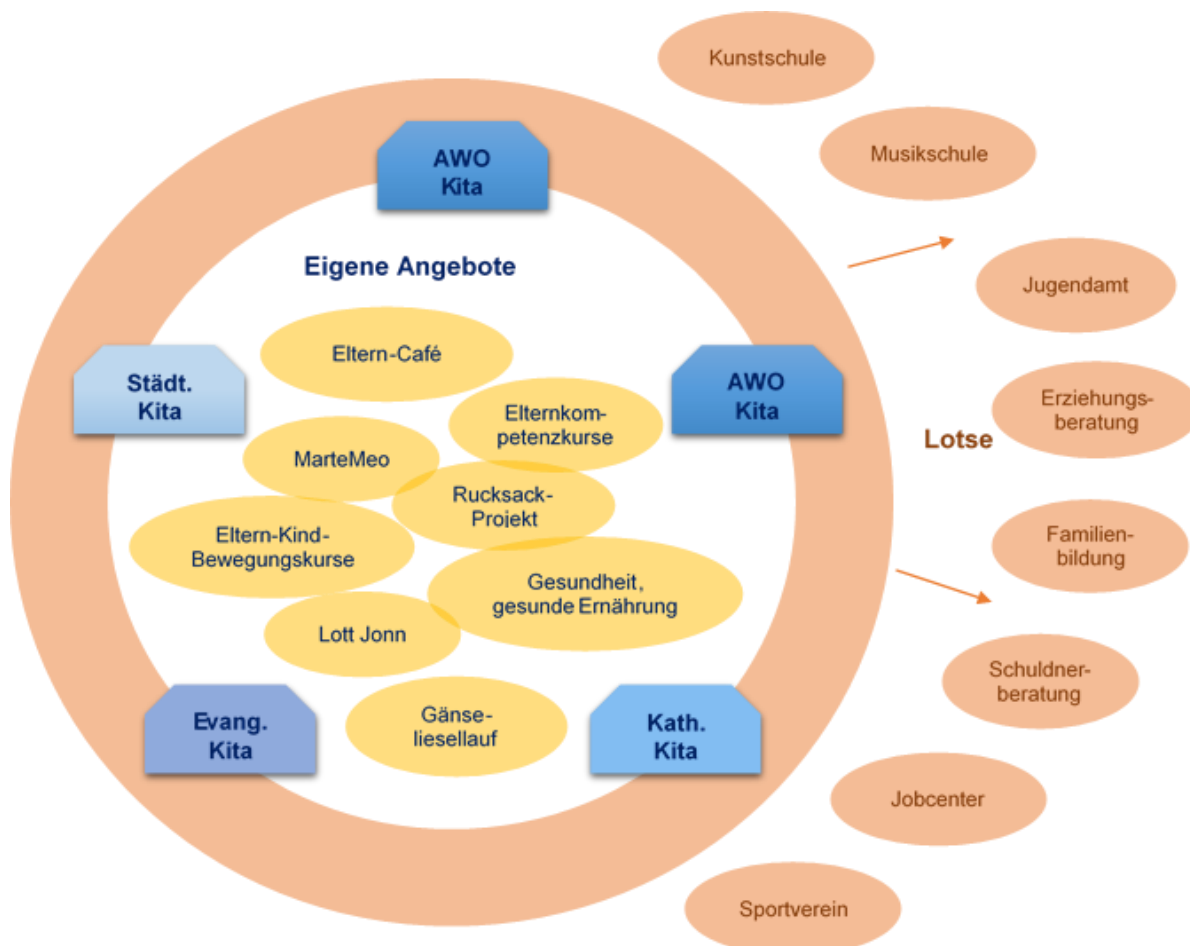 Kunstschule
Musikschule
AWO
Kita
Eigene Angebote
Jugendamt
Eltern-Café
Städt.
Kita
AWO
Kita
Elternkom-
petenzkurse
Erziehungs-
beratung
Lotse
MarteMeo
Rucksack-
Projekt
Eltern-Kind-
Bewegungskurse
Familien-
bildung
Gesundheit,
gesunde Ernährung
Lott Jonn
Schuldner-
beratung
Evang.
Kita
Gänse-
liesellauf
Kath.
Kita
Jobcenter
Sportverein